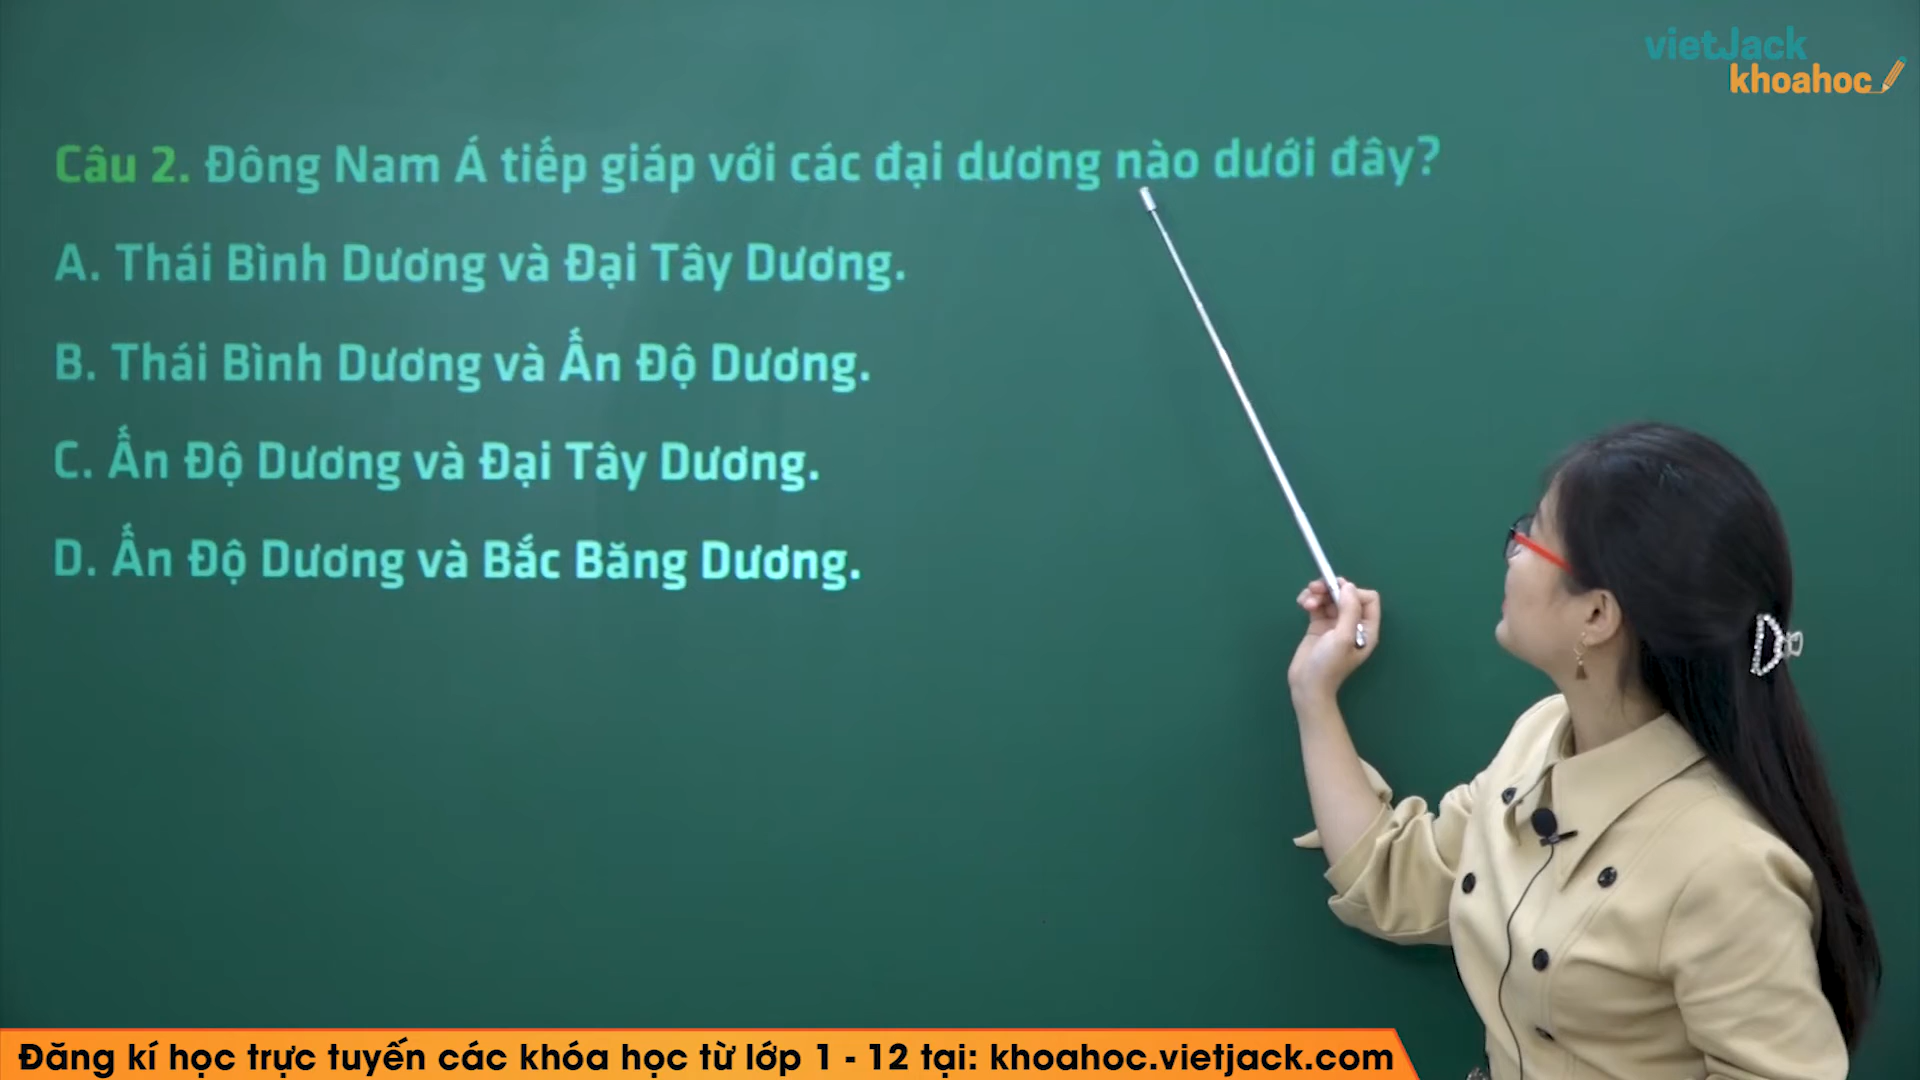 vietJack
khoahoc
Câu 2. Đông Nam Á tiếp giáp với các đại dương nào dưới đây?
A. Thái Bình Dương và Đại Tây Dương.
B. Thái Bình Dương và Ấn Độ Dương.
C. Ấn Độ Dương và Đại Tây Dương.
D. Ấn Độ Dương và Bắc Băng Dương.
Đăng kí học trực tuyến các khóa học từ lớp 1 - 12 tại: khoahoc.vietjack.com